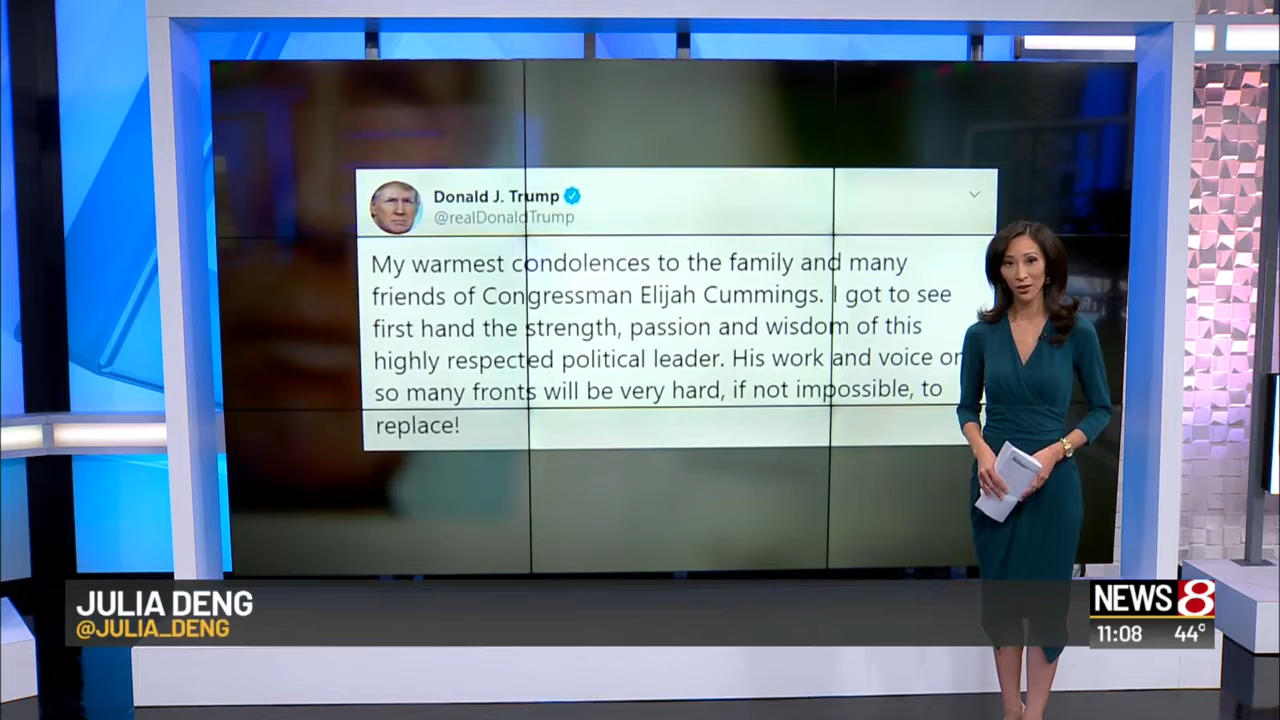 Donald J. Trump
@realDonaldTrump
My warmest condolences to the family and many
friends of Congressman Elijah Cummings. I got to see
first hand the strength, passion and wisdom of this
highly respected political leader. His work and voice on
so many fronts will be very hard, if not impossible, to
replace!
JULIA DENG
@JULIA_DENG
NEWS 8
11:08 44°